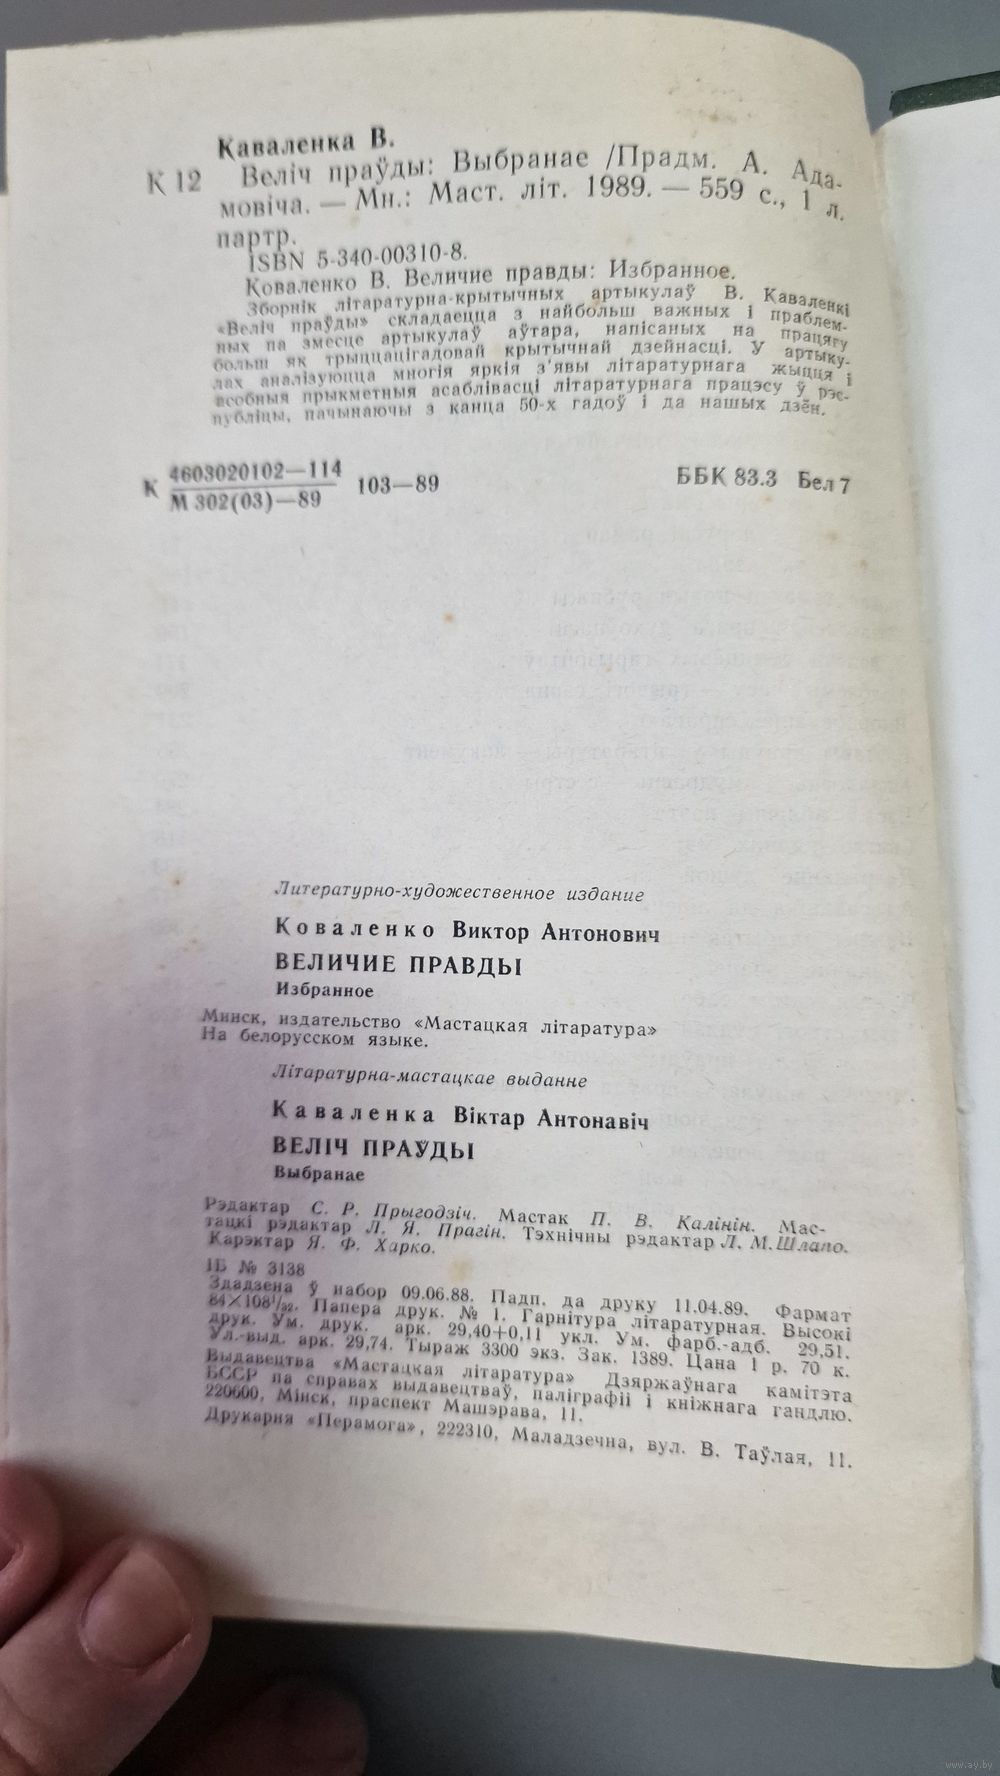 Каваленка В.
К 12 Веліч праўды: Выбранае /Прадм. А. Ада-
мовіча. — Мн.: Маст. літ. 1989. — 559 с., 1 л.
партр.
ISBN 5-340-00310-8.
Коваленко В. Величие правды: Избранное.
Зборнік літаратурна-крытычных артыкулаў В. Каваленкі
«Веліч праўды» складаецца з найбольш важных і праблем-
ных па змесце артыкулаў аўтара, напісаных на працягу
больш як трыццацігадовай крытычнай дзейнасці. У артыку-
лах аналізуюцца многія яркія з'явы літаратурнага жыцця і
асобныя прыкметныя асаблівасці літаратурнага працэсу ў рэс-
публіцы, пачынаючы з канца 50-х гадоў і да нашых дзён.
К 4603020102—114 103—89 ББК 83.3 Бел 7
М 302(03)—89
Литературно-художественное издание
Коваленко Виктор Антонович
ВЕЛИЧИЕ ПРАВДЫ
Избранное
Минск, издательство «Мастацкая літаратура»
На белорусском языке.
Літаратурна-мастацкае выданне
Каваленка Віктар Антонавіч
ВЕЛІЧ ПРАЎДЫ
Выбранае
Рэдактар С. Р. Прыгодзіч. Мастак П. В. Калінін. Мас-
тацкі рэдактар Л. Я. Прагін. Тэхнічны рэдактар Л. М. Шлапо.
Карэктар Я. Ф. Харко.
ІБ № 3138
Здадзена ў набор 09.06.88. Падп. да друку 11.04.89. Фармат
84×108¹/₃₂. Папера друк. № 1. Гарнітура літаратурная. Высокі
друк. Ум. друк. арк. 29,40+0,11 укл. Ум. фарб.-адб. 29,51.
Ул.-выд. арк. 29,74. Тыраж 3300 экз. Зак. 1389. Цана 1 р. 70 к.
Выдавецтва «Мастацкая літаратура» Дзяржаўнага камітэта
БССР па справах выдавецтваў, паліграфіі і кніжнага гандлю.
220600, Мінск, праспект Машэрава, 11.
Друкарня «Перамога», 222310, Маладзечна, вул. В. Таўлая, 11.
www.ay.by